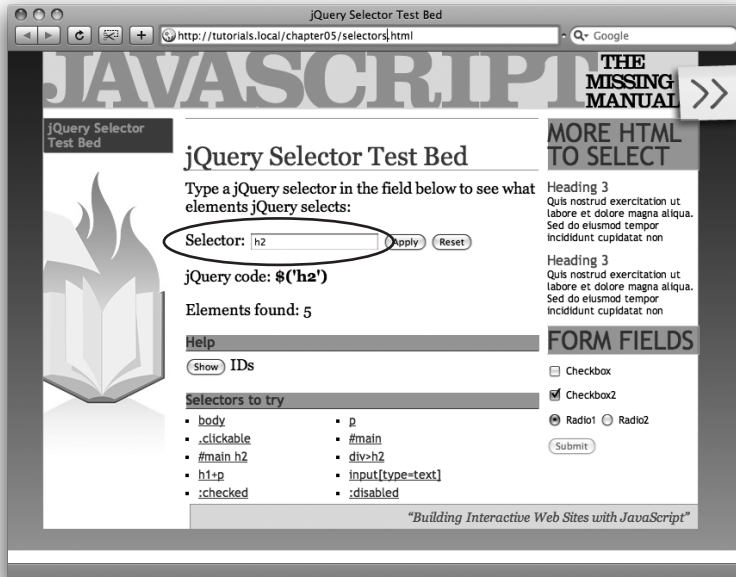 jQuery Selector Test Bed
http://tutorials.local/chapter05/selectors.html
Google
JAVASCRIPT
THE
MISSING
MANUAL
>>
jQuery Selector
Test Bed
jQuery Selector Test Bed
Type a jQuery selector in the field below to see what
elements jQuery selects:
Selector: h2 Apply Reset
jQuery code: $('h2')
Elements found: 5
Help
Show IDs
Selectors to try
▪ body
▪ .clickable
▪ #main h2
▪ h1+p
▪ :checked
▪ p
▪ #main
▪ div>h2
▪ input[type=text]
▪ :disabled
MORE HTML
TO SELECT
Heading 3
Quis nostrud exercitation ut
labore et dolore magna aliqua.
Sed do eiusmod tempor
incididunt cupidatat non
Heading 3
Quis nostrud exercitation ut
labore et dolore magna aliqua.
Sed do eiusmod tempor
incididunt cupidatat non
FORM FIELDS
Checkbox
Checkbox2
Radio1 Radio2
Submit
“Building Interactive Web Sites with JavaScript”